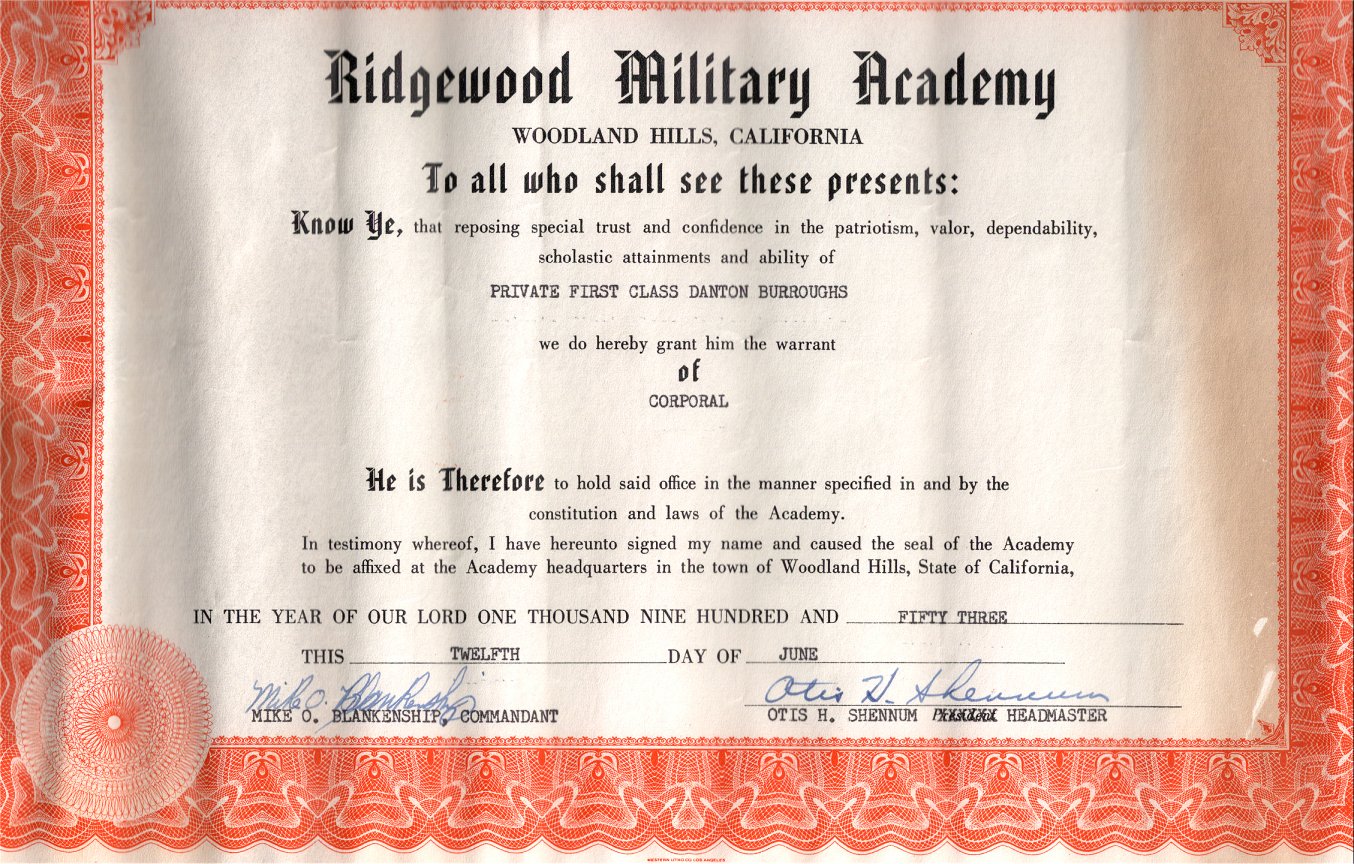 Ridgewood Military Academy
WOODLAND HILLS, CALIFORNIA
To all who shall see these presents:
Know Ye, that reposing special trust and confidence in the patriotism, valor, dependability,
scholastic attainments and ability of
PRIVATE FIRST CLASS DANTON BURROUGHS
we do hereby grant him the warrant
of
CORPORAL
He is Therefore to hold said office in the manner specified in and by the
constitution and laws of the Academy.
In testimony whereof, I have hereunto signed my name and caused the seal of the Academy
to be affixed at the Academy headquarters in the town of Woodland Hills, State of California,
IN THE YEAR OF OUR LORD ONE THOUSAND NINE HUNDRED AND FIFTY THREE
THIS TWELFTH DAY OF JUNE
Mike O. Blankenship Otis H. Shennum
MIKE O. BLANKENSHIP, COMMANDANT OTIS H. SHENNUM President HEADMASTER
WESTERN LITHO CO. LOS ANGELES